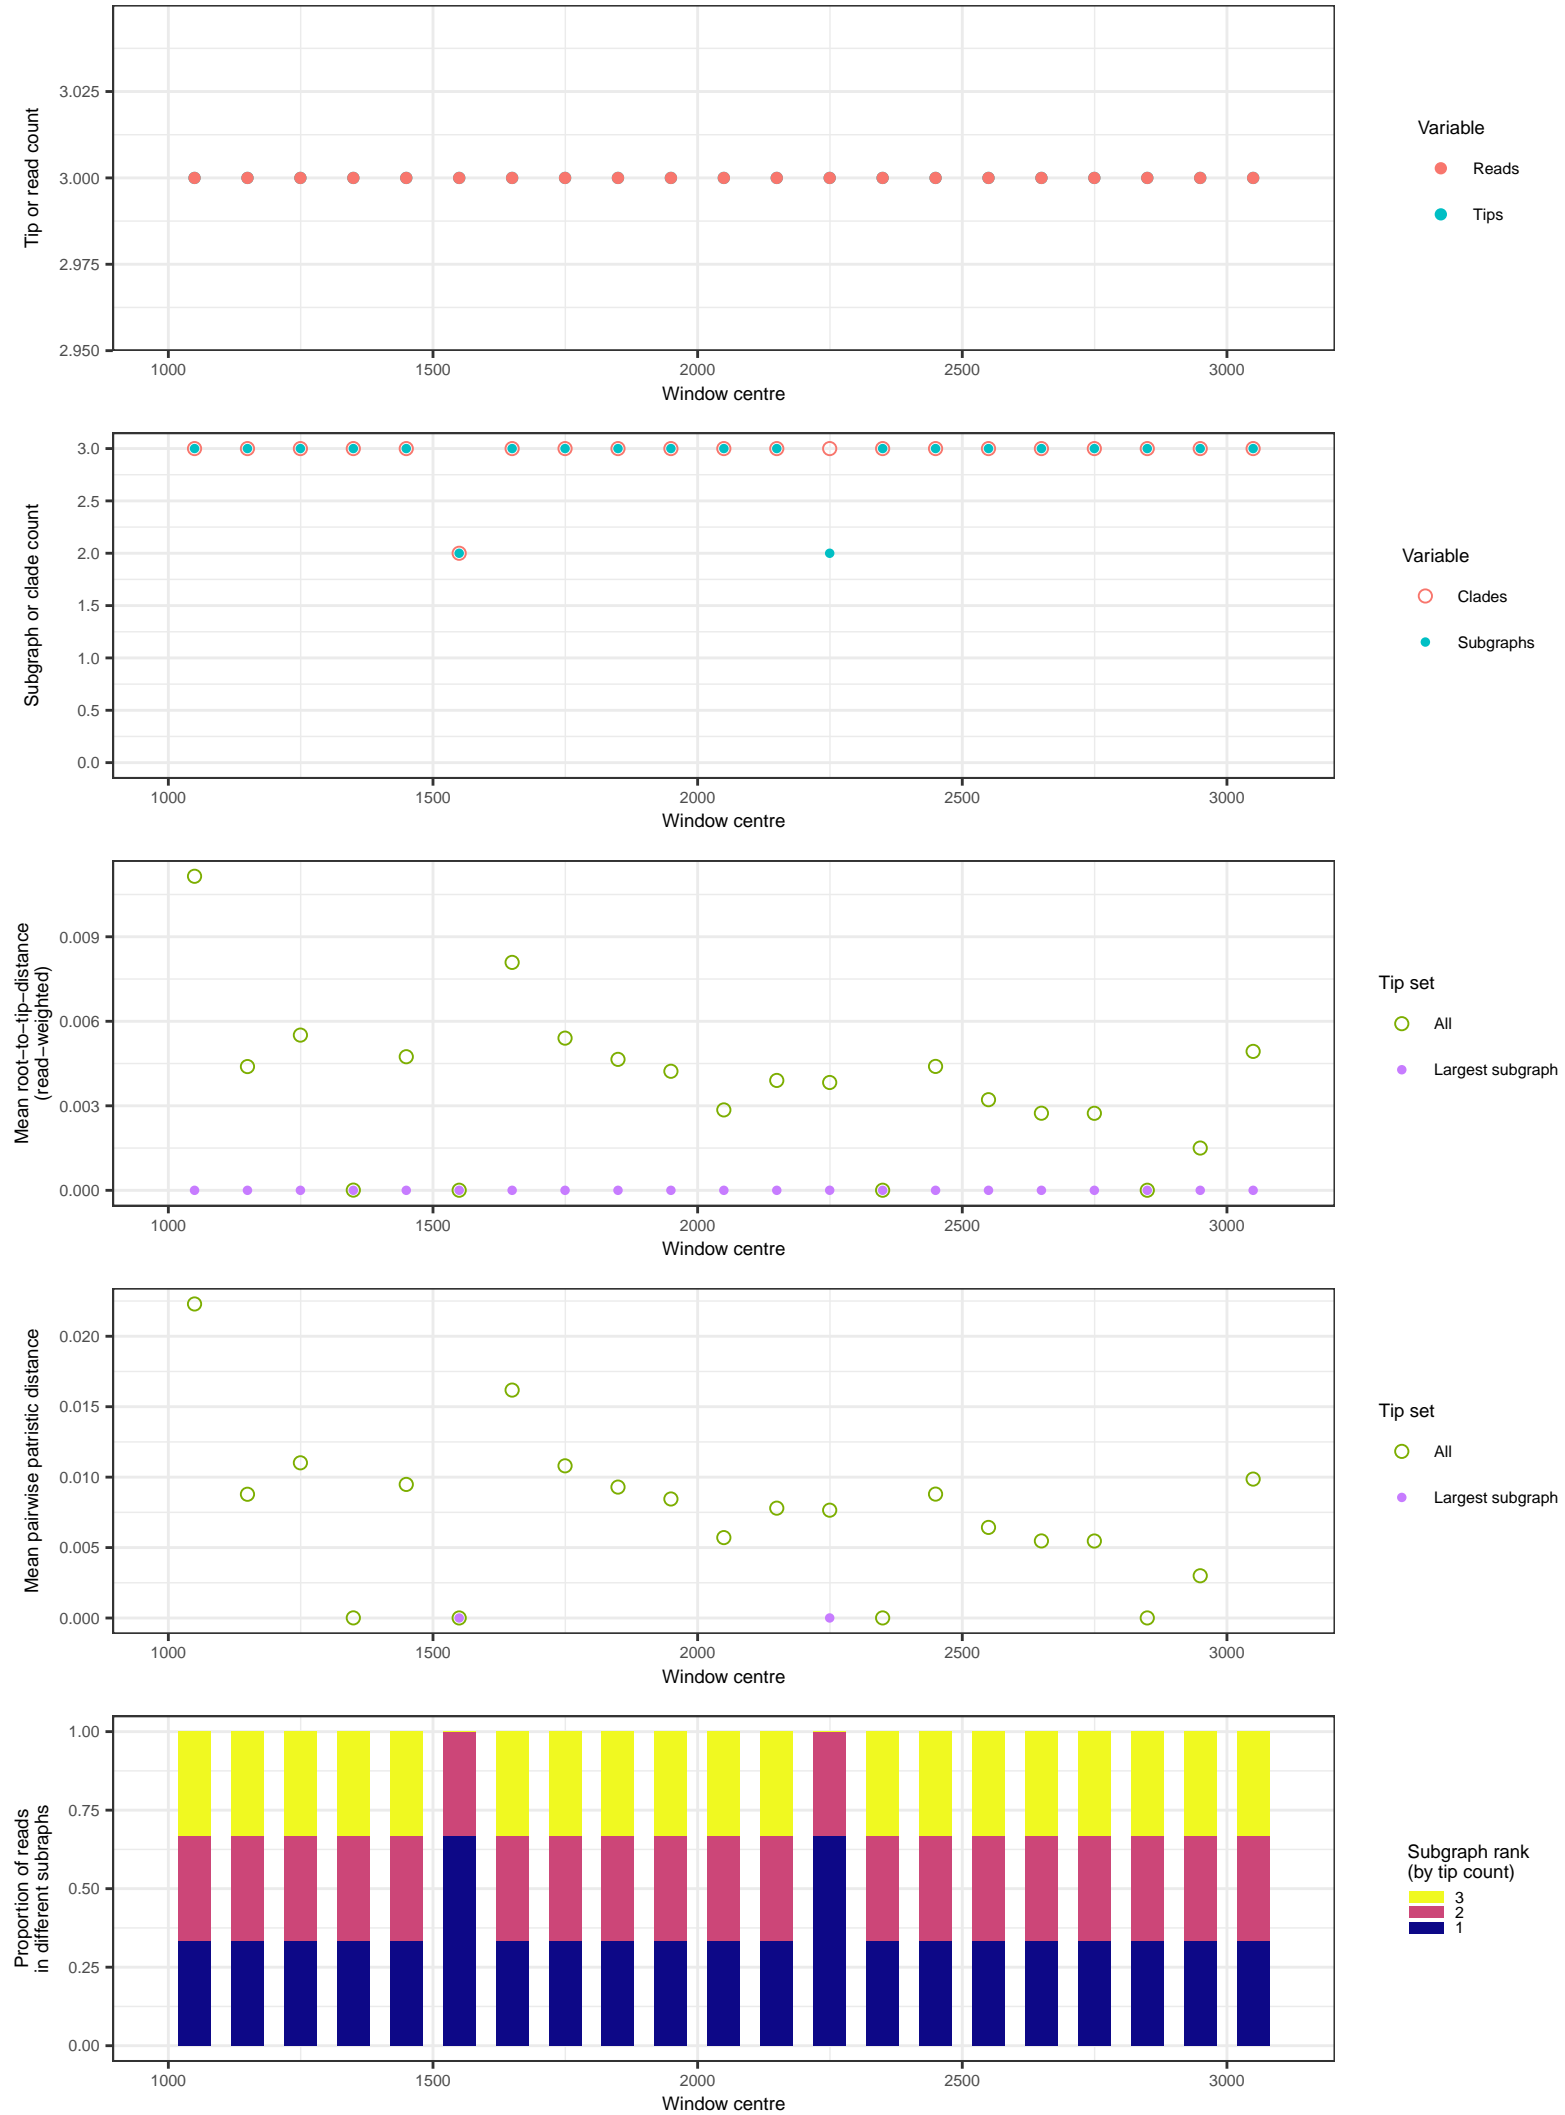 3.025
3.000
2.975
2.950
Tip or read count
1000 1500 2000 2500 3000
Window centre
Variable
Reads
Tips
3.0
2.5
2.0
1.5
1.0
0.5
0.0
Subgraph or clade count
1000 1500 2000 2500 3000
Window centre
Variable
Clades
Subgraphs
0.009
0.006
0.003
0.000
Mean root−to−tip−distance
(read−weighted)
1000 1500 2000 2500 3000
Window centre
Tip set
All
Largest subgraph
0.020
0.015
0.010
0.005
0.000
Mean pairwise patristic distance
1000 1500 2000 2500 3000
Window centre
Tip set
All
Largest subgraph
1.00
0.75
0.50
0.25
0.00
Proportion of reads
in different subraphs
1000 1500 2000 2500 3000
Window centre
Subgraph rank
(by tip count)
3
2
1